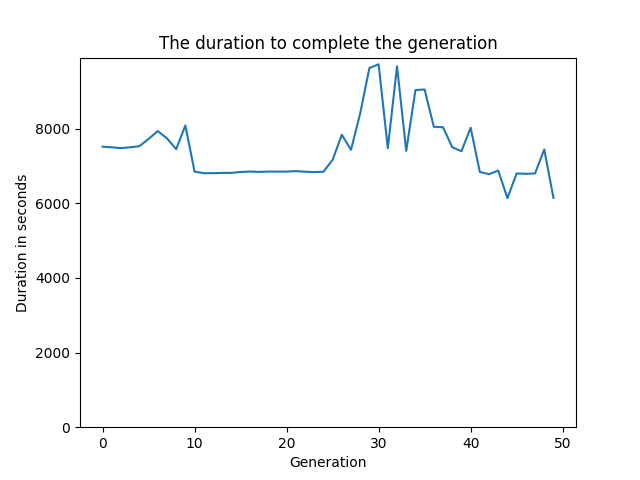 The duration to complete the generation
Duration in seconds
8000
6000
4000
2000
0
0 10 20 30 40 50
Generation